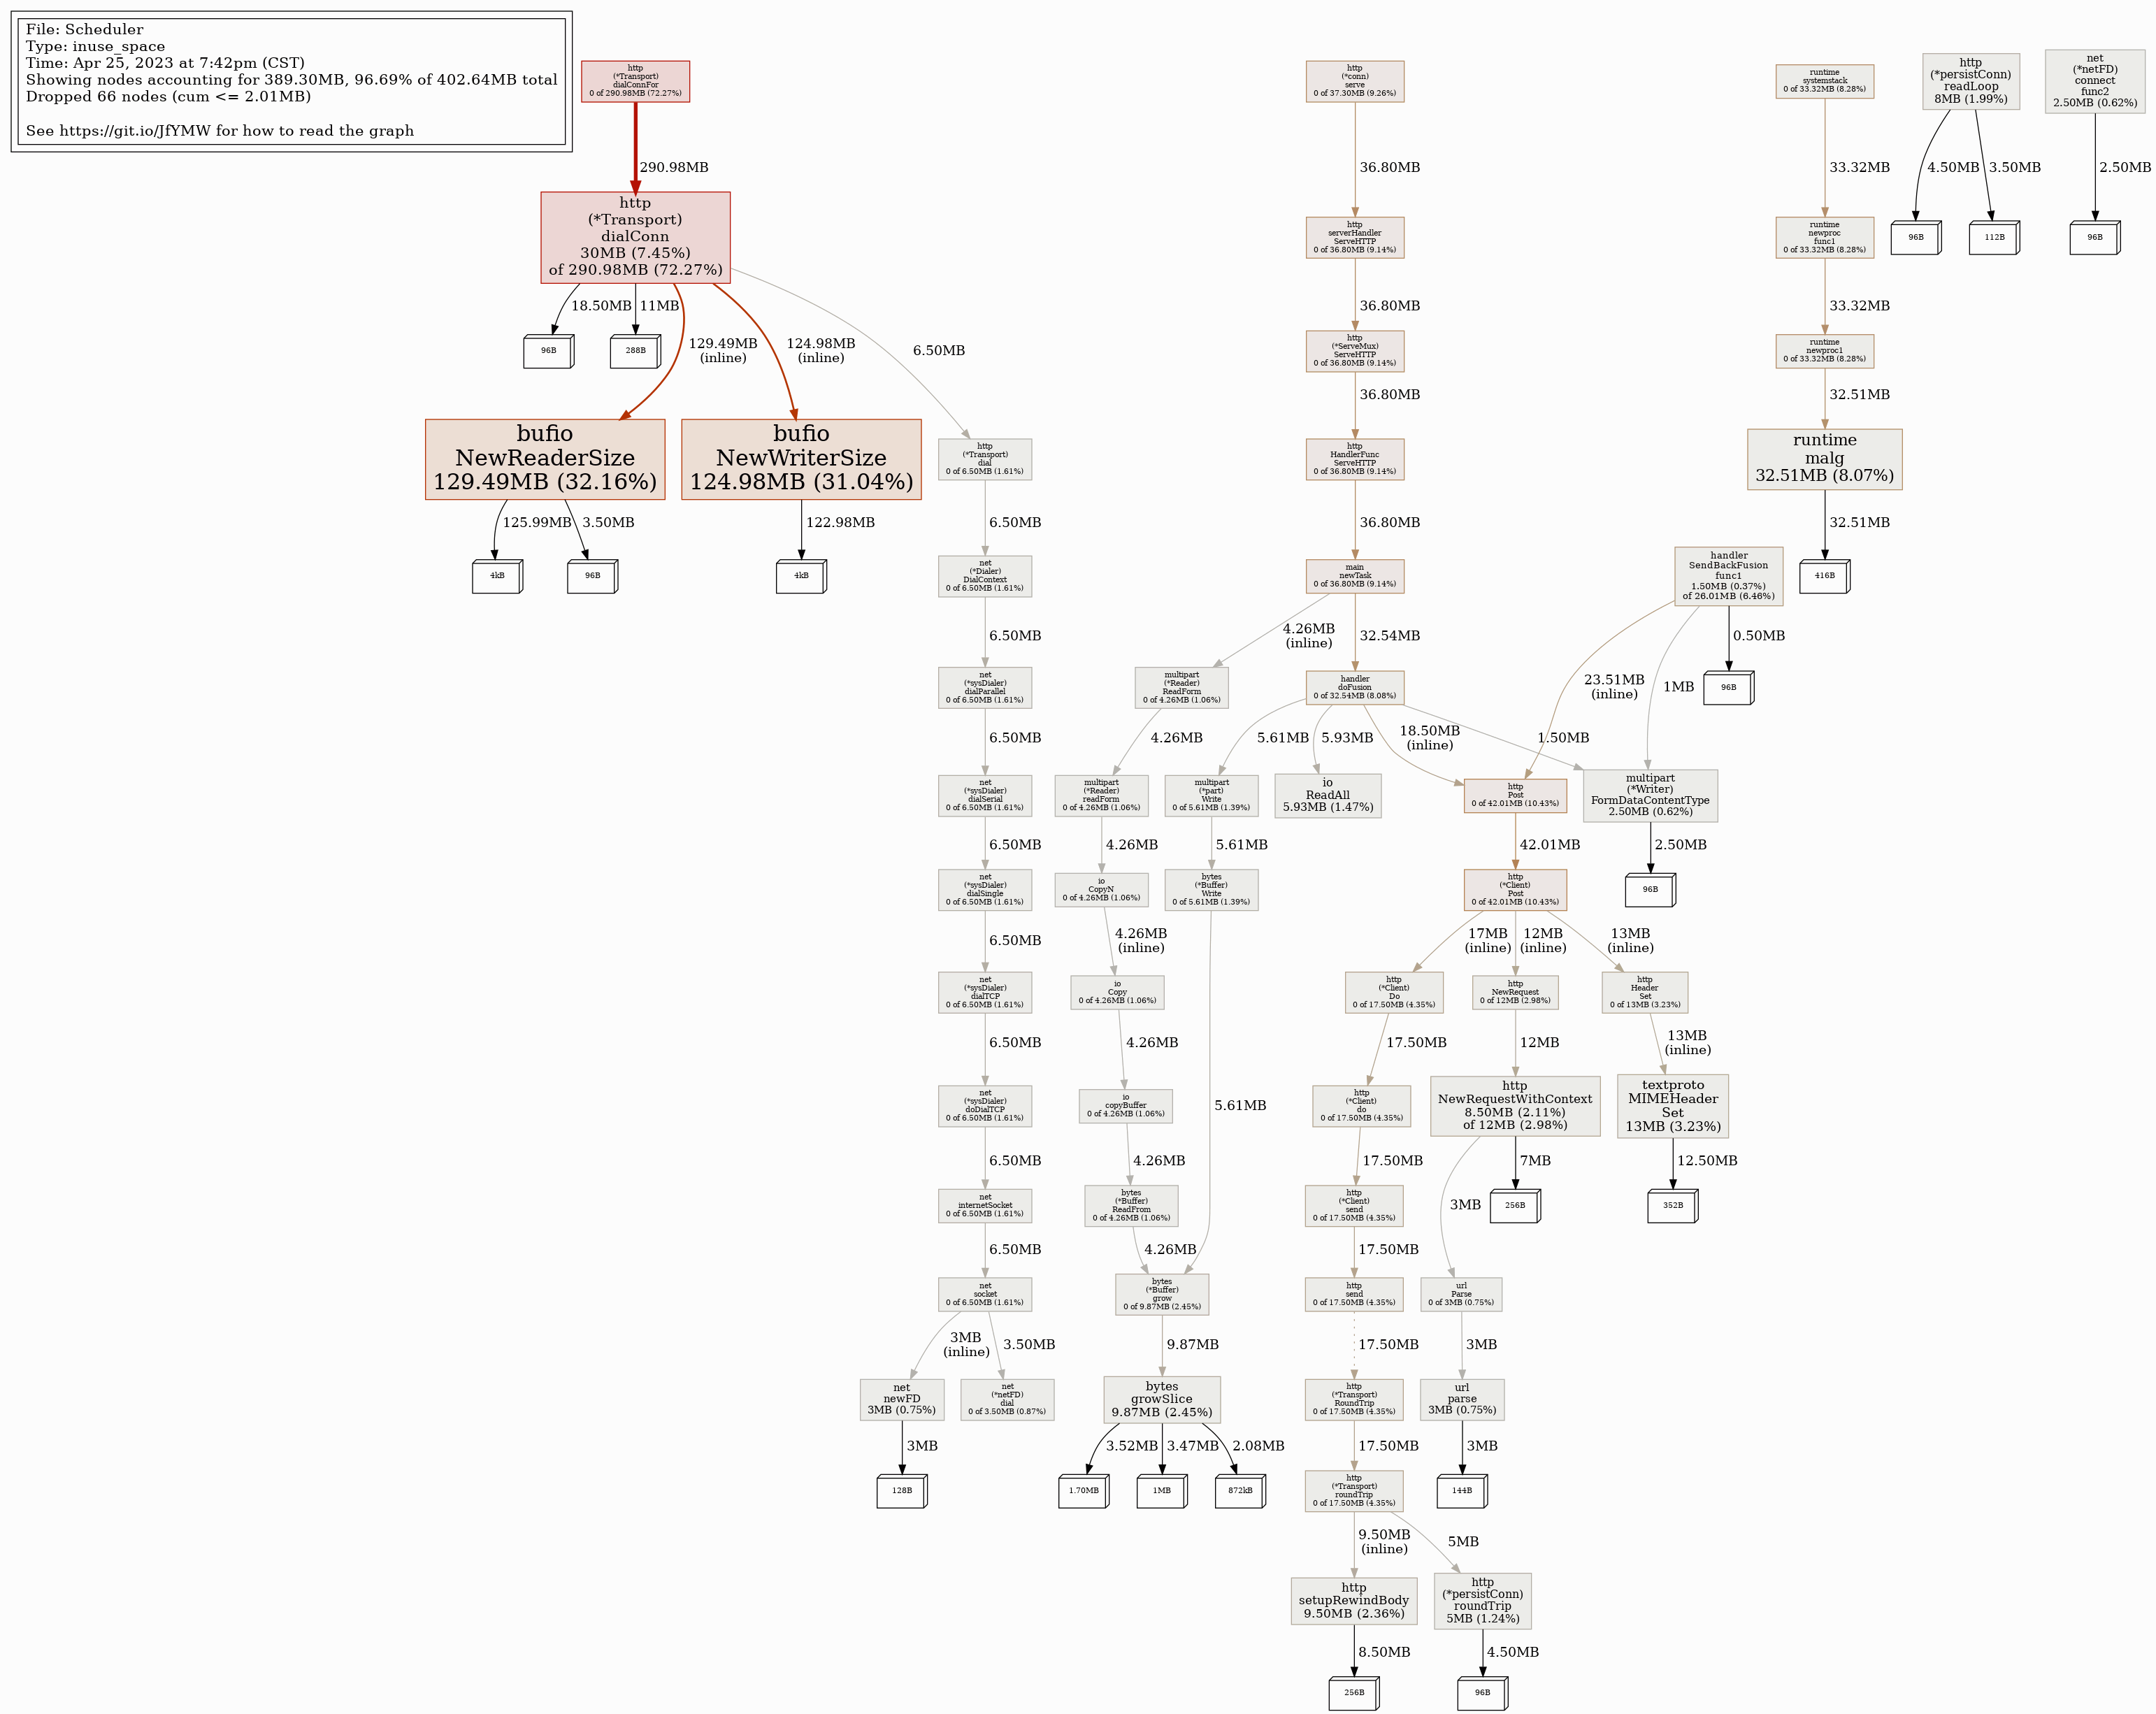 File: Scheduler
Type: inuse_space
Time: Apr 25, 2023 at 7:42pm (CST)
Showing nodes accounting for 389.30MB, 96.69% of 402.64MB total
Dropped 66 nodes (cum <= 2.01MB)
See https://git.io/JfYMW for how to read the graph
http
(*Transport)
dialConnFor
0 of 290.98MB (72.27%)
290.98MB
http
(*Transport)
dialConn
30MB (7.45%)
of 290.98MB (72.27%)
18.50MB
11MB
129.49MB
(inline)
124.98MB
(inline)
6.50MB
96B
288B
bufio
NewReaderSize
129.49MB (32.16%)
bufio
NewWriterSize
124.98MB (31.04%)
125.99MB
3.50MB
122.98MB
4kB
96B
4kB
http
(*Transport)
dial
0 of 6.50MB (1.61%)
6.50MB
net
(*Dialer)
DialContext
0 of 6.50MB (1.61%)
6.50MB
net
(*sysDialer)
dialParallel
0 of 6.50MB (1.61%)
6.50MB
net
(*sysDialer)
dialSerial
0 of 6.50MB (1.61%)
6.50MB
net
(*sysDialer)
dialSingle
0 of 6.50MB (1.61%)
6.50MB
net
(*sysDialer)
dialTCP
0 of 6.50MB (1.61%)
6.50MB
net
(*sysDialer)
doDialTCP
0 of 6.50MB (1.61%)
6.50MB
net
internetSocket
0 of 6.50MB (1.61%)
6.50MB
net
socket
0 of 6.50MB (1.61%)
3MB
(inline)
3.50MB
net
newFD
3MB (0.75%)
net
(*netFD)
dial
0 of 3.50MB (0.87%)
3MB
128B
http
(*conn)
serve
0 of 37.30MB (9.26%)
36.80MB
http
serverHandler
ServeHTTP
0 of 36.80MB (9.14%)
36.80MB
http
(*ServeMux)
ServeHTTP
0 of 36.80MB (9.14%)
36.80MB
http
HandlerFunc
ServeHTTP
0 of 36.80MB (9.14%)
36.80MB
main
newTask
0 of 36.80MB (9.14%)
4.26MB
(inline)
32.54MB
multipart
(*Reader)
ReadForm
0 of 4.26MB (1.06%)
handler
doFusion
0 of 32.54MB (8.08%)
4.26MB
5.61MB
5.93MB
18.50MB
(inline)
1.50MB
multipart
(*Reader)
readForm
0 of 4.26MB (1.06%)
multipart
(*part)
Write
0 of 5.61MB (1.39%)
io
ReadAll
5.93MB (1.47%)
4.26MB
5.61MB
io
CopyN
0 of 4.26MB (1.06%)
bytes
(*Buffer)
Write
0 of 5.61MB (1.39%)
4.26MB
(inline)
io
Copy
0 of 4.26MB (1.06%)
4.26MB
5.61MB
io
copyBuffer
0 of 4.26MB (1.06%)
4.26MB
bytes
(*Buffer)
ReadFrom
0 of 4.26MB (1.06%)
4.26MB
bytes
(*Buffer)
grow
0 of 9.87MB (2.45%)
9.87MB
bytes
growSlice
9.87MB (2.45%)
3.52MB
3.47MB
2.08MB
1.70MB
1MB
872kB
runtime
systemstack
0 of 33.32MB (8.28%)
33.32MB
runtime
newproc
func1
0 of 33.32MB (8.28%)
33.32MB
runtime
newproc1
0 of 33.32MB (8.28%)
32.51MB
runtime
malg
32.51MB (8.07%)
32.51MB
416B
handler
SendBackFusion
func1
1.50MB (0.37%)
of 26.01MB (6.46%)
23.51MB
(inline)
1MB
0.50MB
96B
http
Post
0 of 42.01MB (10.43%)
multipart
(*Writer)
FormDataContentType
2.50MB (0.62%)
42.01MB
2.50MB
96B
http
(*Client)
Post
0 of 42.01MB (10.43%)
17MB
(inline)
12MB
(inline)
13MB
(inline)
http
(*Client)
Do
0 of 17.50MB (4.35%)
http
NewRequest
0 of 12MB (2.98%)
http
Header
Set
0 of 13MB (3.23%)
17.50MB
12MB
13MB
(inline)
http
(*Client)
do
0 of 17.50MB (4.35%)
http
NewRequestWithContext
8.50MB (2.11%)
of 12MB (2.98%)
textproto
MIMEHeader
Set
13MB (3.23%)
17.50MB
3MB
7MB
12.50MB
http
(*Client)
send
0 of 17.50MB (4.35%)
256B
352B
17.50MB
http
send
0 of 17.50MB (4.35%)
url
Parse
0 of 3MB (0.75%)
17.50MB
3MB
http
(*Transport)
RoundTrip
0 of 17.50MB (4.35%)
url
parse
3MB (0.75%)
17.50MB
3MB
http
(*Transport)
roundTrip
0 of 17.50MB (4.35%)
144B
9.50MB
(inline)
5MB
http
setupRewindBody
9.50MB (2.36%)
http
(*persistConn)
roundTrip
5MB (1.24%)
8.50MB
4.50MB
256B
96B
http
(*persistConn)
readLoop
8MB (1.99%)
4.50MB
3.50MB
96B
112B
net
(*netFD)
connect
func2
2.50MB (0.62%)
2.50MB
96B